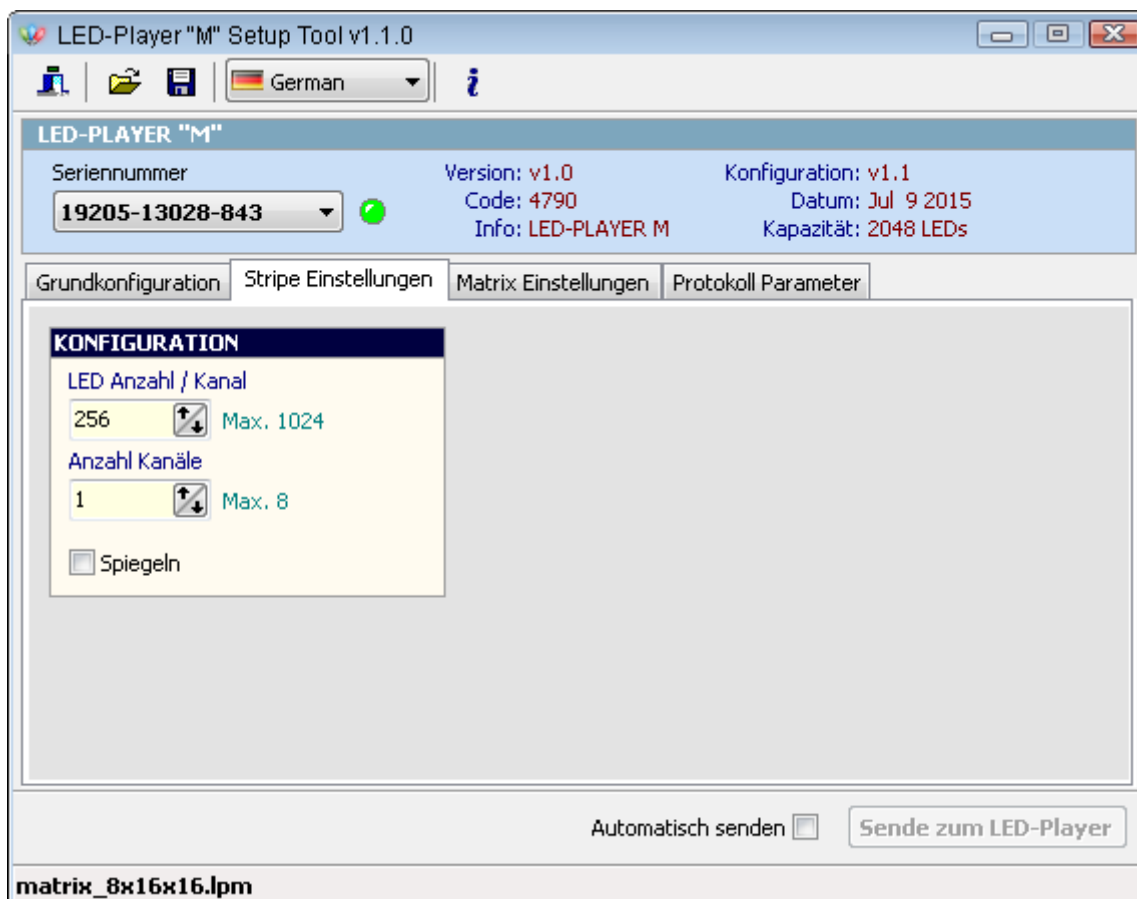 LED-Player "M" Setup Tool v1.1.0
German
LED-PLAYER "M"
Seriennummer
19205-13028-843
Version: v1.0
Code: 4790
Info: LED-PLAYER M
Konfiguration: v1.1
Datum: Jul 9 2015
Kapazität: 2048 LEDs
Grundkonfiguration
Stripe Einstellungen
Matrix Einstellungen
Protokoll Parameter
KONFIGURATION
LED Anzahl / Kanal
256 Max. 1024
Anzahl Kanäle
1 Max. 8
Spiegeln
Automatisch senden
Sende zum LED-Player
matrix_8x16x16.lpm